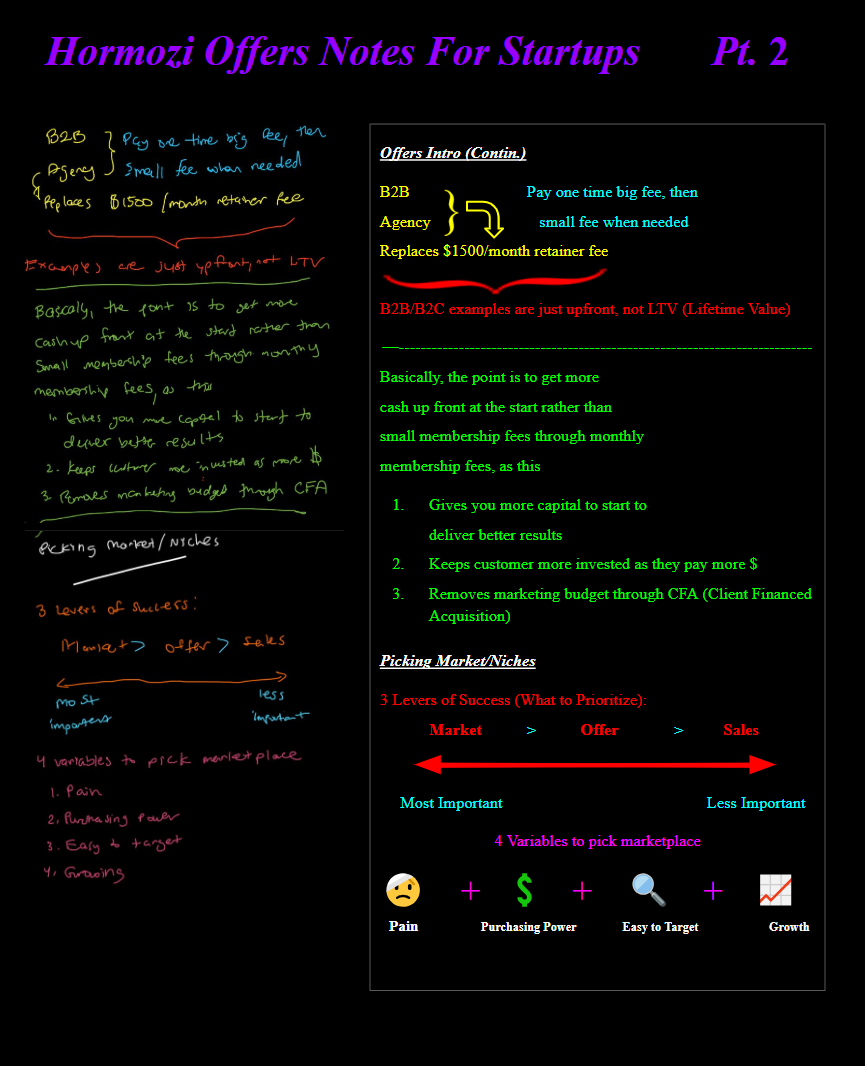 Hormozi Offers Notes For Startups Pt. 2
B2B
Pay one time big fee, then
Agency
small fee when needed
Replaces $1500/month retainer fee
Examples are just upfront, not LTV
Bascally, the point is to get more
cash up front at the start rather than
small membership fees through monthly
membership fees, as this
1. Gives you more capital to start to
deliver better results
2. Keeps customer more invested as more $
3. Removes marketing budget through CFA
Picking Market/Niches
3 Levers of Success:
Market > offer > sales
most less
important important
4 variables to pick marketplace
1. Pain
2. Purchasing Power
3. Easy to target
4. Growing
Offers Intro (Contin.)
B2B Pay one time big fee, then
Agency small fee when needed
Replaces $1500/month retainer fee
B2B/B2C examples are just upfront, not LTV (Lifetime Value)
Basically, the point is to get more
cash up front at the start rather than
small membership fees through monthly
membership fees, as this
1. Gives you more capital to start to
deliver better results
2. Keeps customer more invested as they pay more $
3. Removes marketing budget through CFA (Client Financed
Acquisition)
Picking Market/Niches
3 Levers of Success (What to Prioritize):
Market > Offer > Sales
Most Important Less Important
4 Variables to pick marketplace
+ $ + +
Pain Purchasing Power Easy to Target Growth